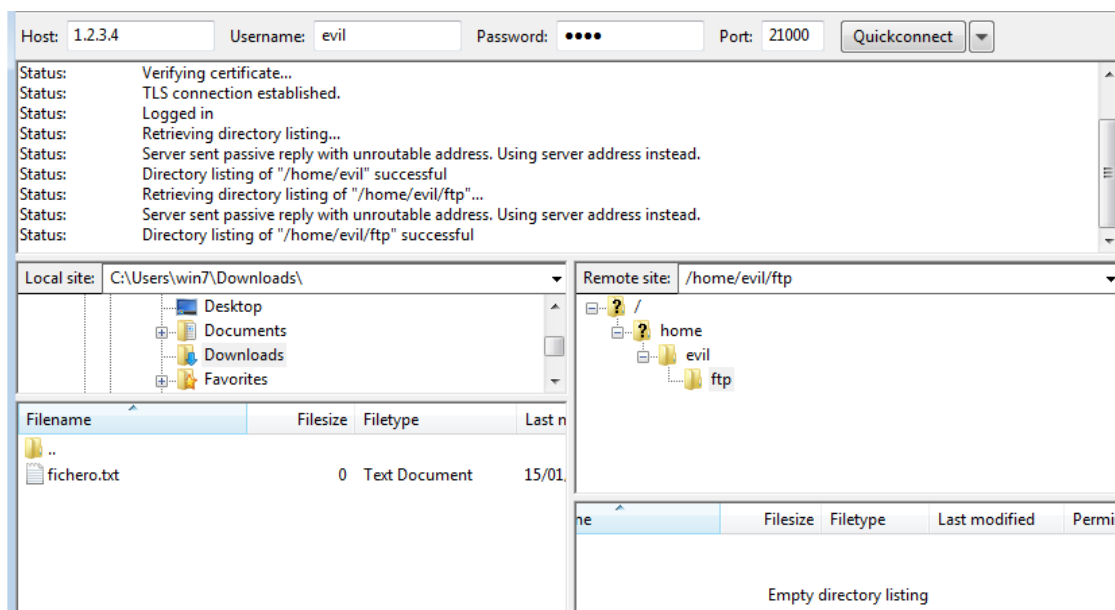 Host: 1.2.3.4 Username: evil Password: •••• Port: 21000 Quickconnect
Status: Verifying certificate...
Status: TLS connection established.
Status: Logged in
Status: Retrieving directory listing...
Status: Server sent passive reply with unroutable address. Using server address instead.
Status: Directory listing of "/home/evil" successful
Status: Retrieving directory listing of "/home/evil/ftp"...
Status: Server sent passive reply with unroutable address. Using server address instead.
Status: Directory listing of "/home/evil/ftp" successful
Local site: C:\Users\win7\Downloads\
Desktop
Documents
Downloads
Favorites
Filename Filesize Filetype Last n
..
fichero.txt 0 Text Document 15/01
Remote site: /home/evil/ftp
? /
? home
evil
ftp
ne Filesize Filetype Last modified Permi
Empty directory listing